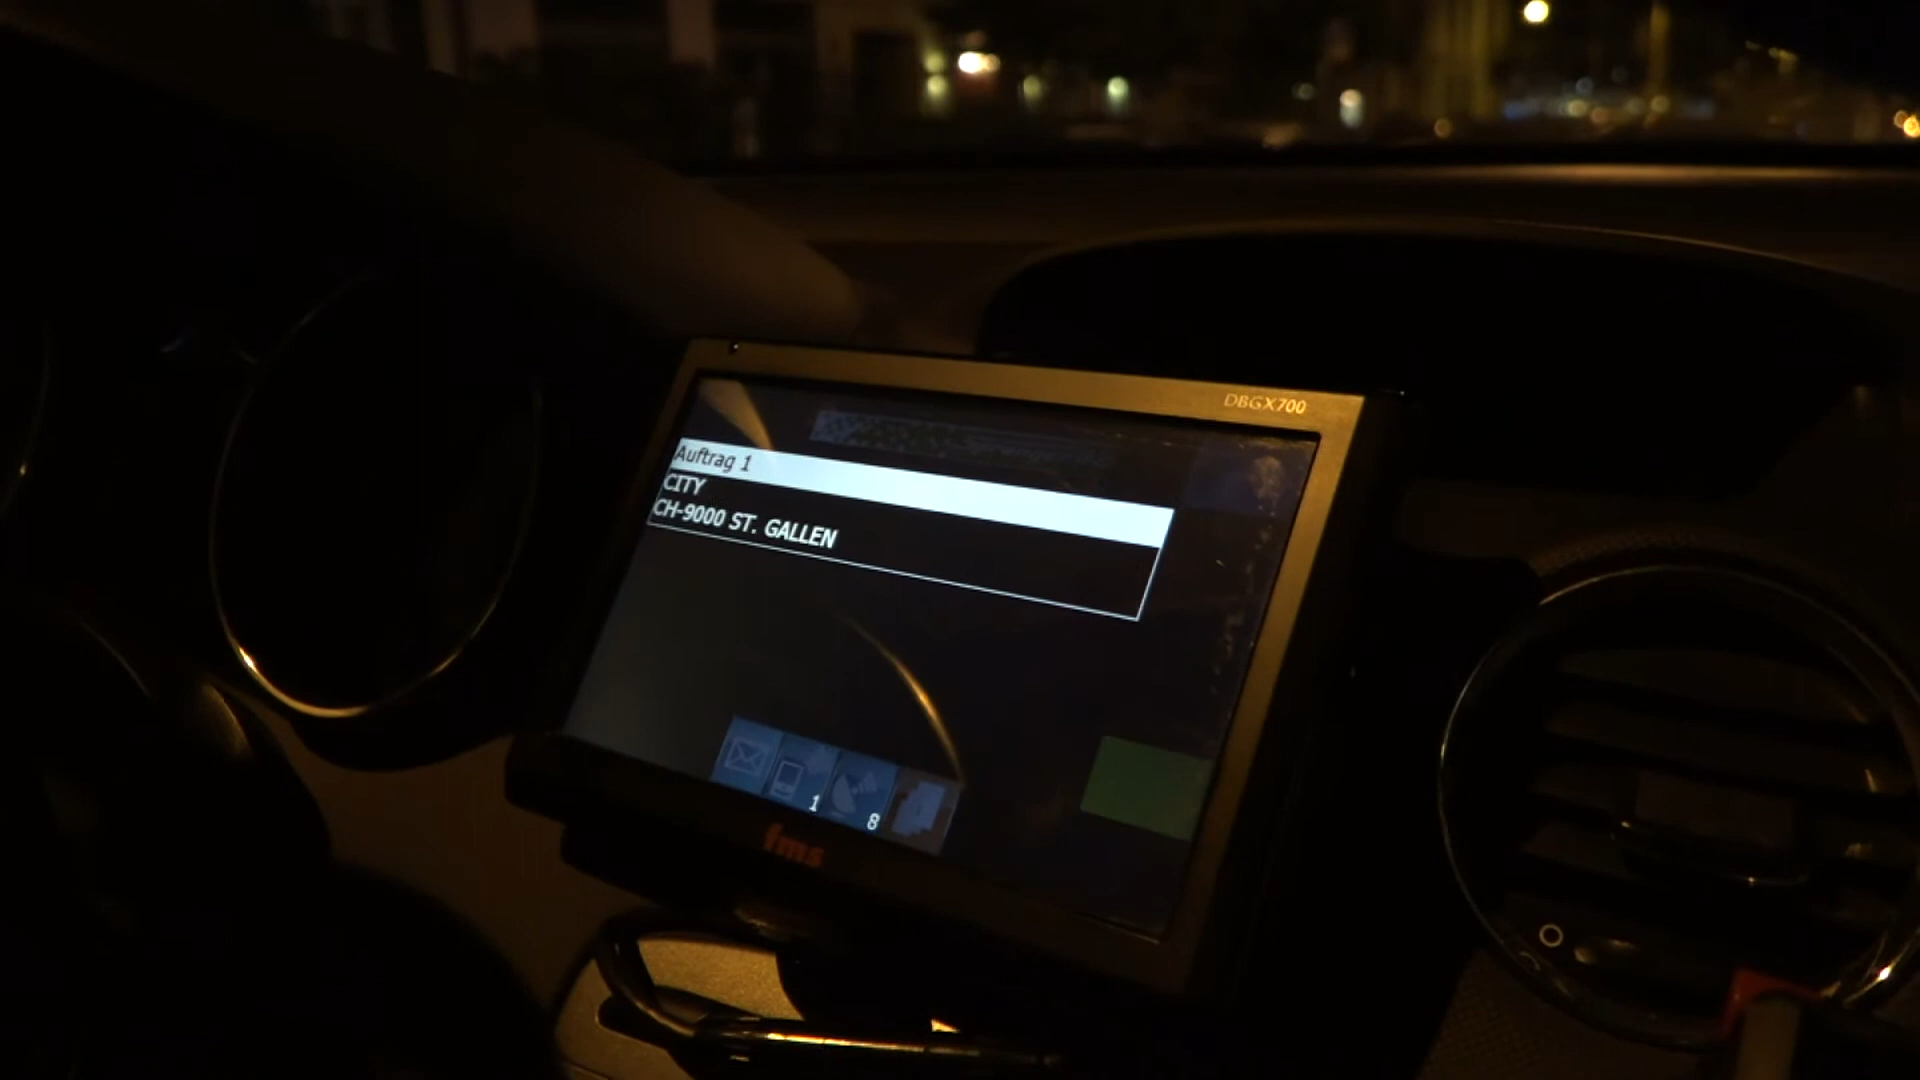 DBGX700
Auftrag 1
CITY
CH-9000 ST. GALLEN
1
8
fms